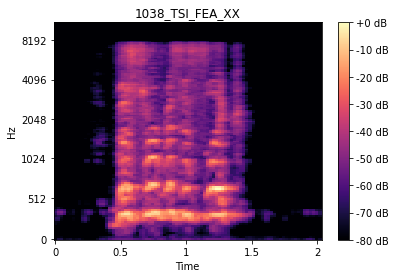 1038_TSI_FEA_XX
+0 dB
8192
-10 dB
4096
-20 dB
-30 dB
2048
Hz
-40 dB
1024
-50 dB
512
-60 dB
-70 dB
0
-80 dB
0
0.5
1
1.5
2
Time